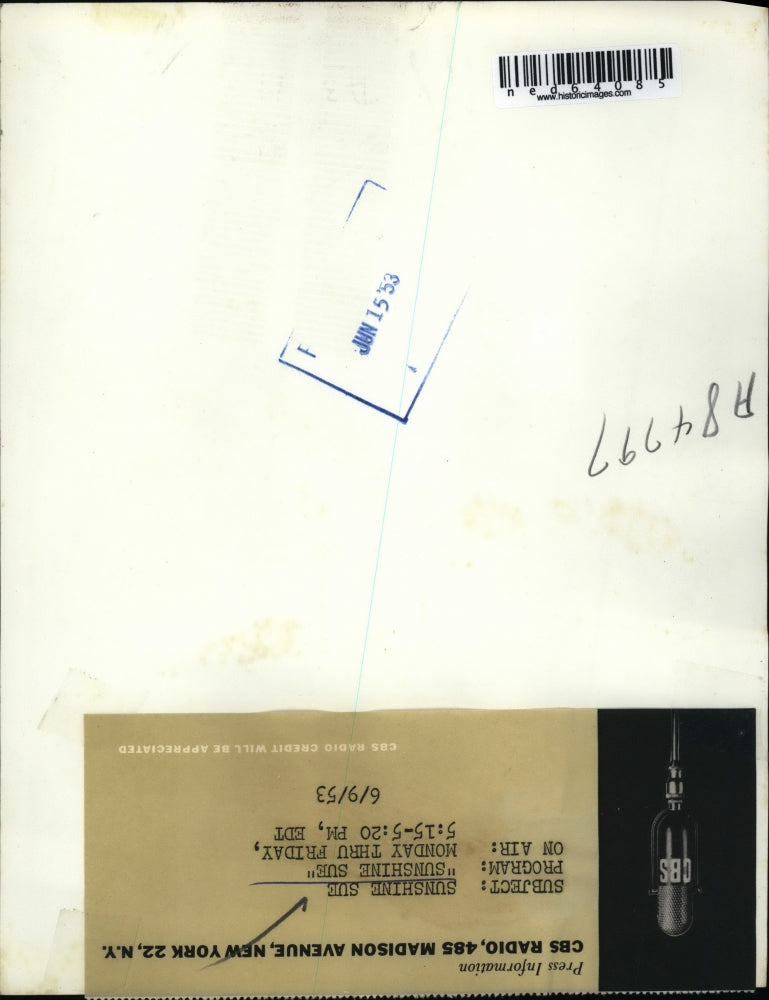 ned64085
www.historicimages.com
JUN 15 '53
F
A84797
Press Information
CBS RADIO, 485 MADISON AVENUE, NEW YORK 22, N.Y.
SUBJECT: SUNSHINE SUE
PROGRAM: "SUNSHINE SUE"
ON AIR: MONDAY THRU FRIDAY,
5:15-5:20 PM, EDT
6/9/53
CBS RADIO CREDIT WILL BE APPRECIATED
CBS